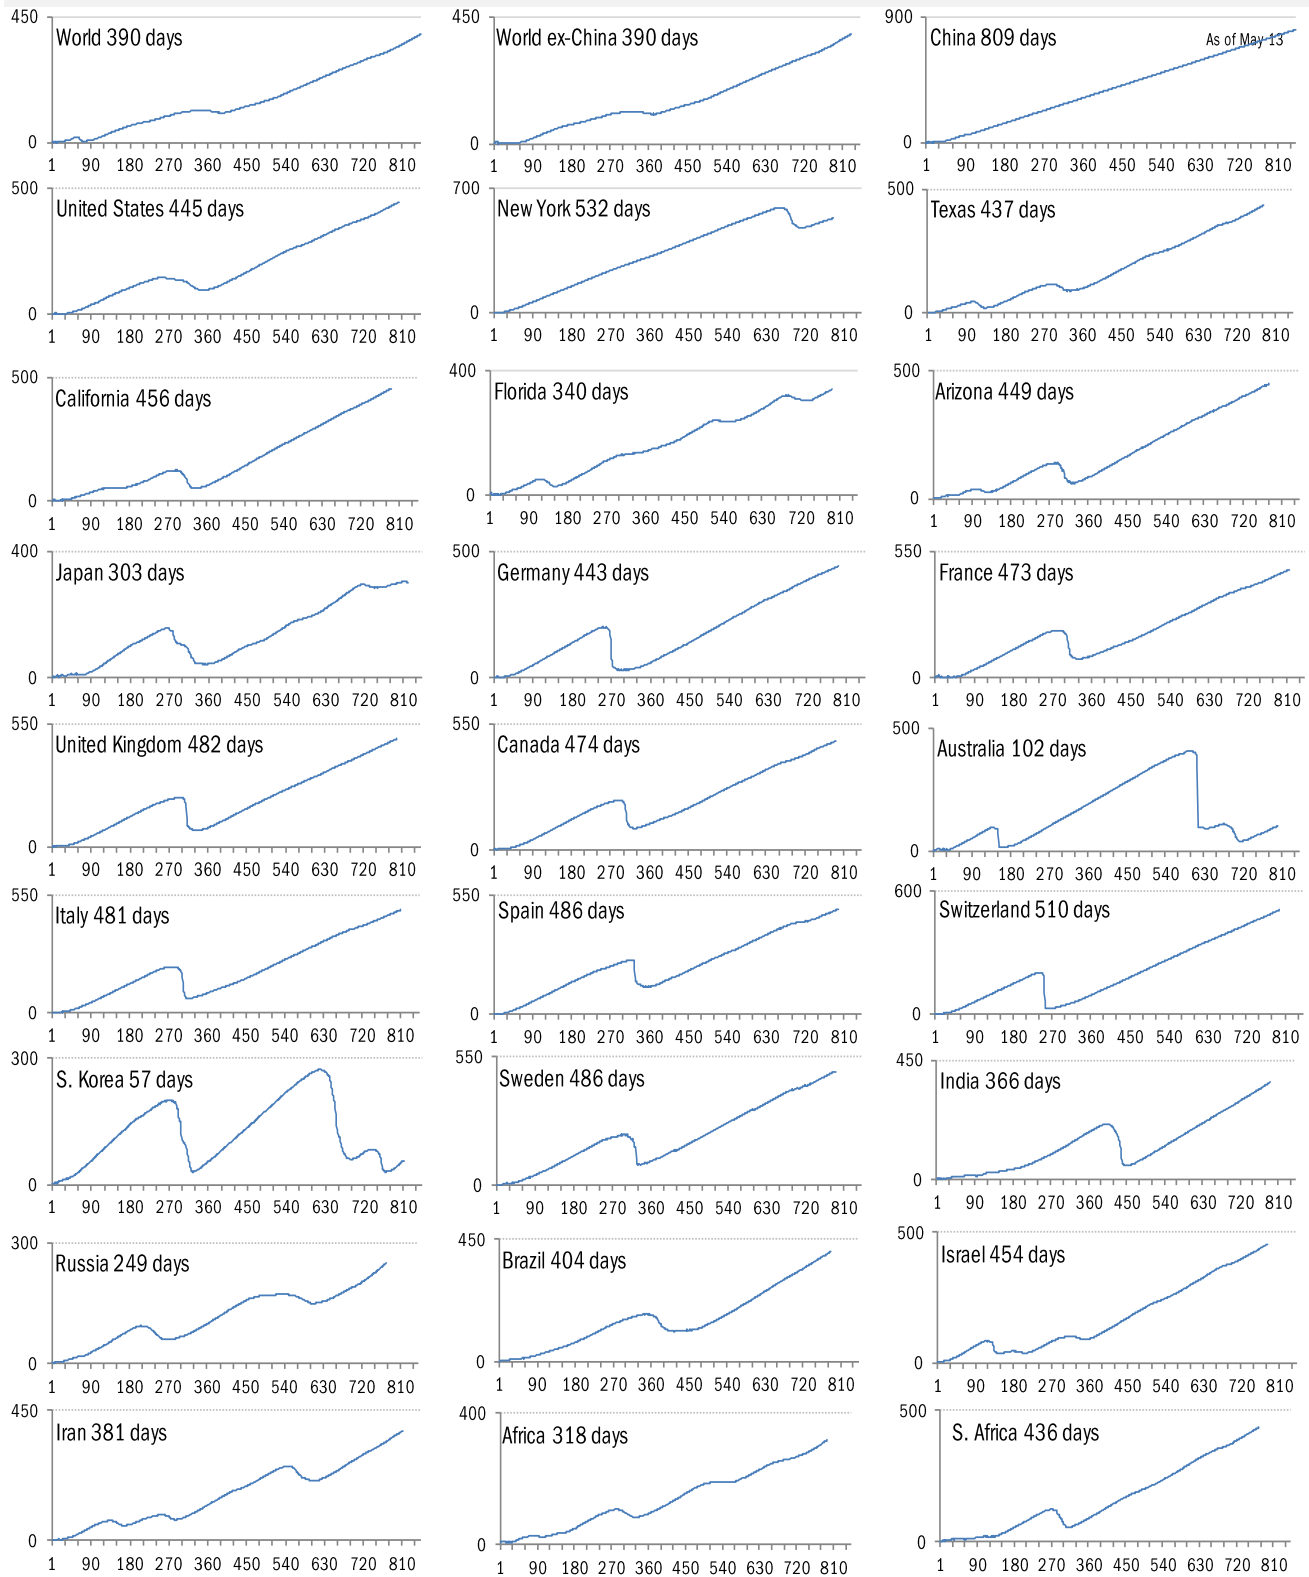 450
World 390 days
0
1 90 180 270 360 450 540 630 720 810
450
World ex-China 390 days
0
1 90 180 270 360 450 540 630 720 810
900
China 809 days
As of May 13
0
1 90 180 270 360 450 540 630 720 810
500
United States 445 days
0
1 90 180 270 360 450 540 630 720 810
700
New York 532 days
0
1 90 180 270 360 450 540 630 720 810
500
Texas 437 days
0
1 90 180 270 360 450 540 630 720 810
500
California 456 days
0
1 90 180 270 360 450 540 630 720 810
400
Florida 340 days
0
1 90 180 270 360 450 540 630 720 810
500
Arizona 449 days
0
1 90 180 270 360 450 540 630 720 810
400
Japan 303 days
0
1 90 180 270 360 450 540 630 720 810
500
Germany 443 days
0
1 90 180 270 360 450 540 630 720 810
550
France 473 days
0
1 90 180 270 360 450 540 630 720 810
550
United Kingdom 482 days
0
1 90 180 270 360 450 540 630 720 810
550
Canada 474 days
0
1 90 180 270 360 450 540 630 720 810
500
Australia 102 days
0
1 90 180 270 360 450 540 630 720 810
550
Italy 481 days
0
1 90 180 270 360 450 540 630 720 810
550
Spain 486 days
0
1 90 180 270 360 450 540 630 720 810
600
Switzerland 510 days
0
1 90 180 270 360 450 540 630 720 810
300
S. Korea 57 days
0
1 90 180 270 360 450 540 630 720 810
550
Sweden 486 days
0
1 90 180 270 360 450 540 630 720 810
450
India 366 days
0
1 90 180 270 360 450 540 630 720 810
300
Russia 249 days
0
1 90 180 270 360 450 540 630 720 810
450
Brazil 404 days
0
1 90 180 270 360 450 540 630 720 810
500
Israel 454 days
0
1 90 180 270 360 450 540 630 720 810
450
Iran 381 days
0
1 90 180 270 360 450 540 630 720 810
400
Africa 318 days
0
1 90 180 270 360 450 540 630 720 810
500
S. Africa 436 days
0
1 90 180 270 360 450 540 630 720 810